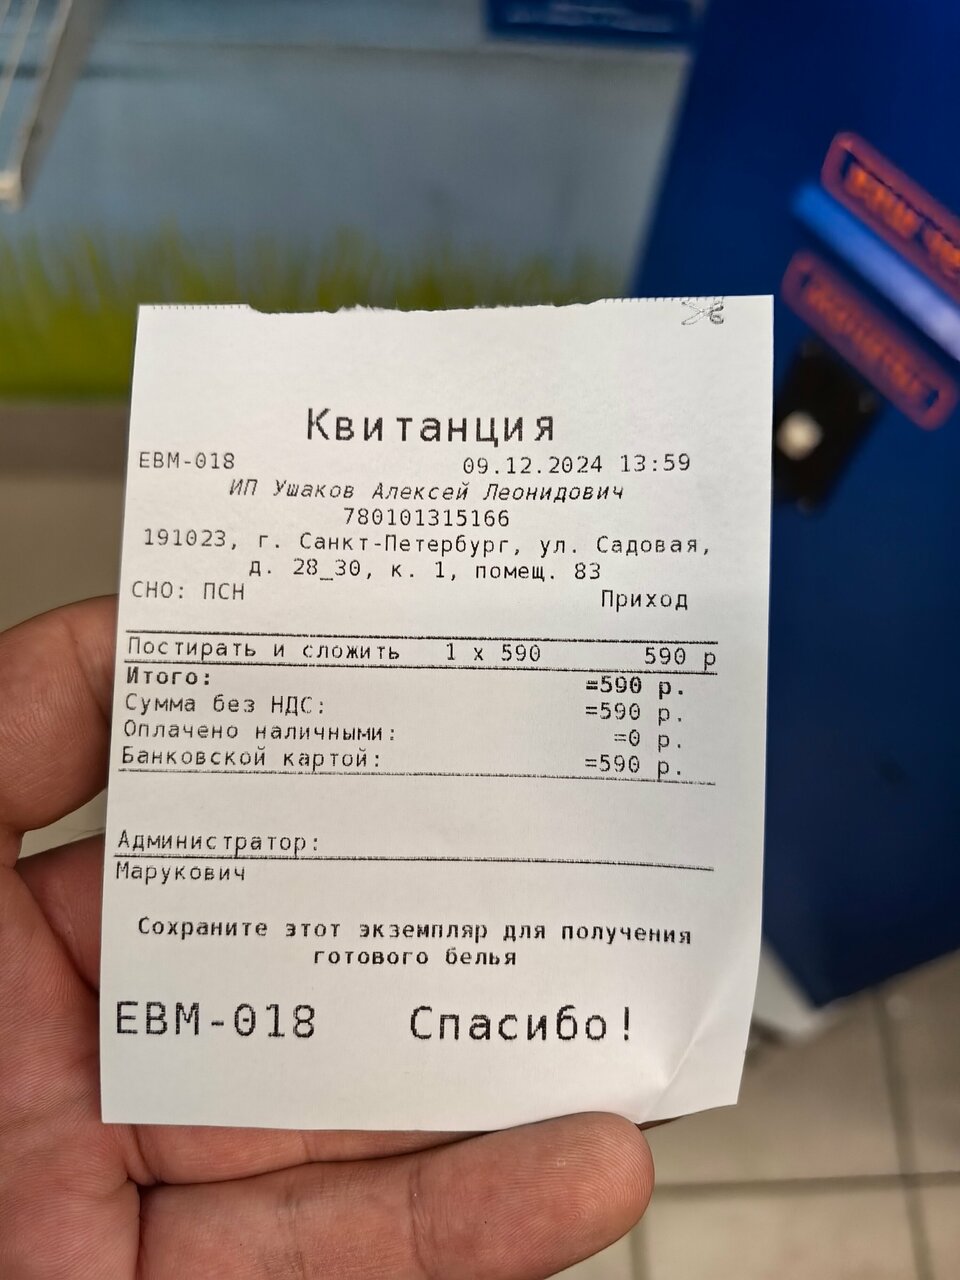 Квитанция
ЕВМ-018 09.12.2024 13:59
ИП Ушаков Алексей Леонидович
780101315166
191023, г. Санкт-Петербург, ул. Садовая,
д. 28_30, к. 1, помещ. 83
СНО: ПСН Приход
Постирать и сложить 1 x 590 590 р
Итого: =590 р.
Сумма без НДС: =590 р.
Оплачено наличными: =0 р.
Банковской картой: =590 р.
Администратор:
Марукович
Сохраните этот экземпляр для получения
готового белья
ЕВМ-018 Спасибо!